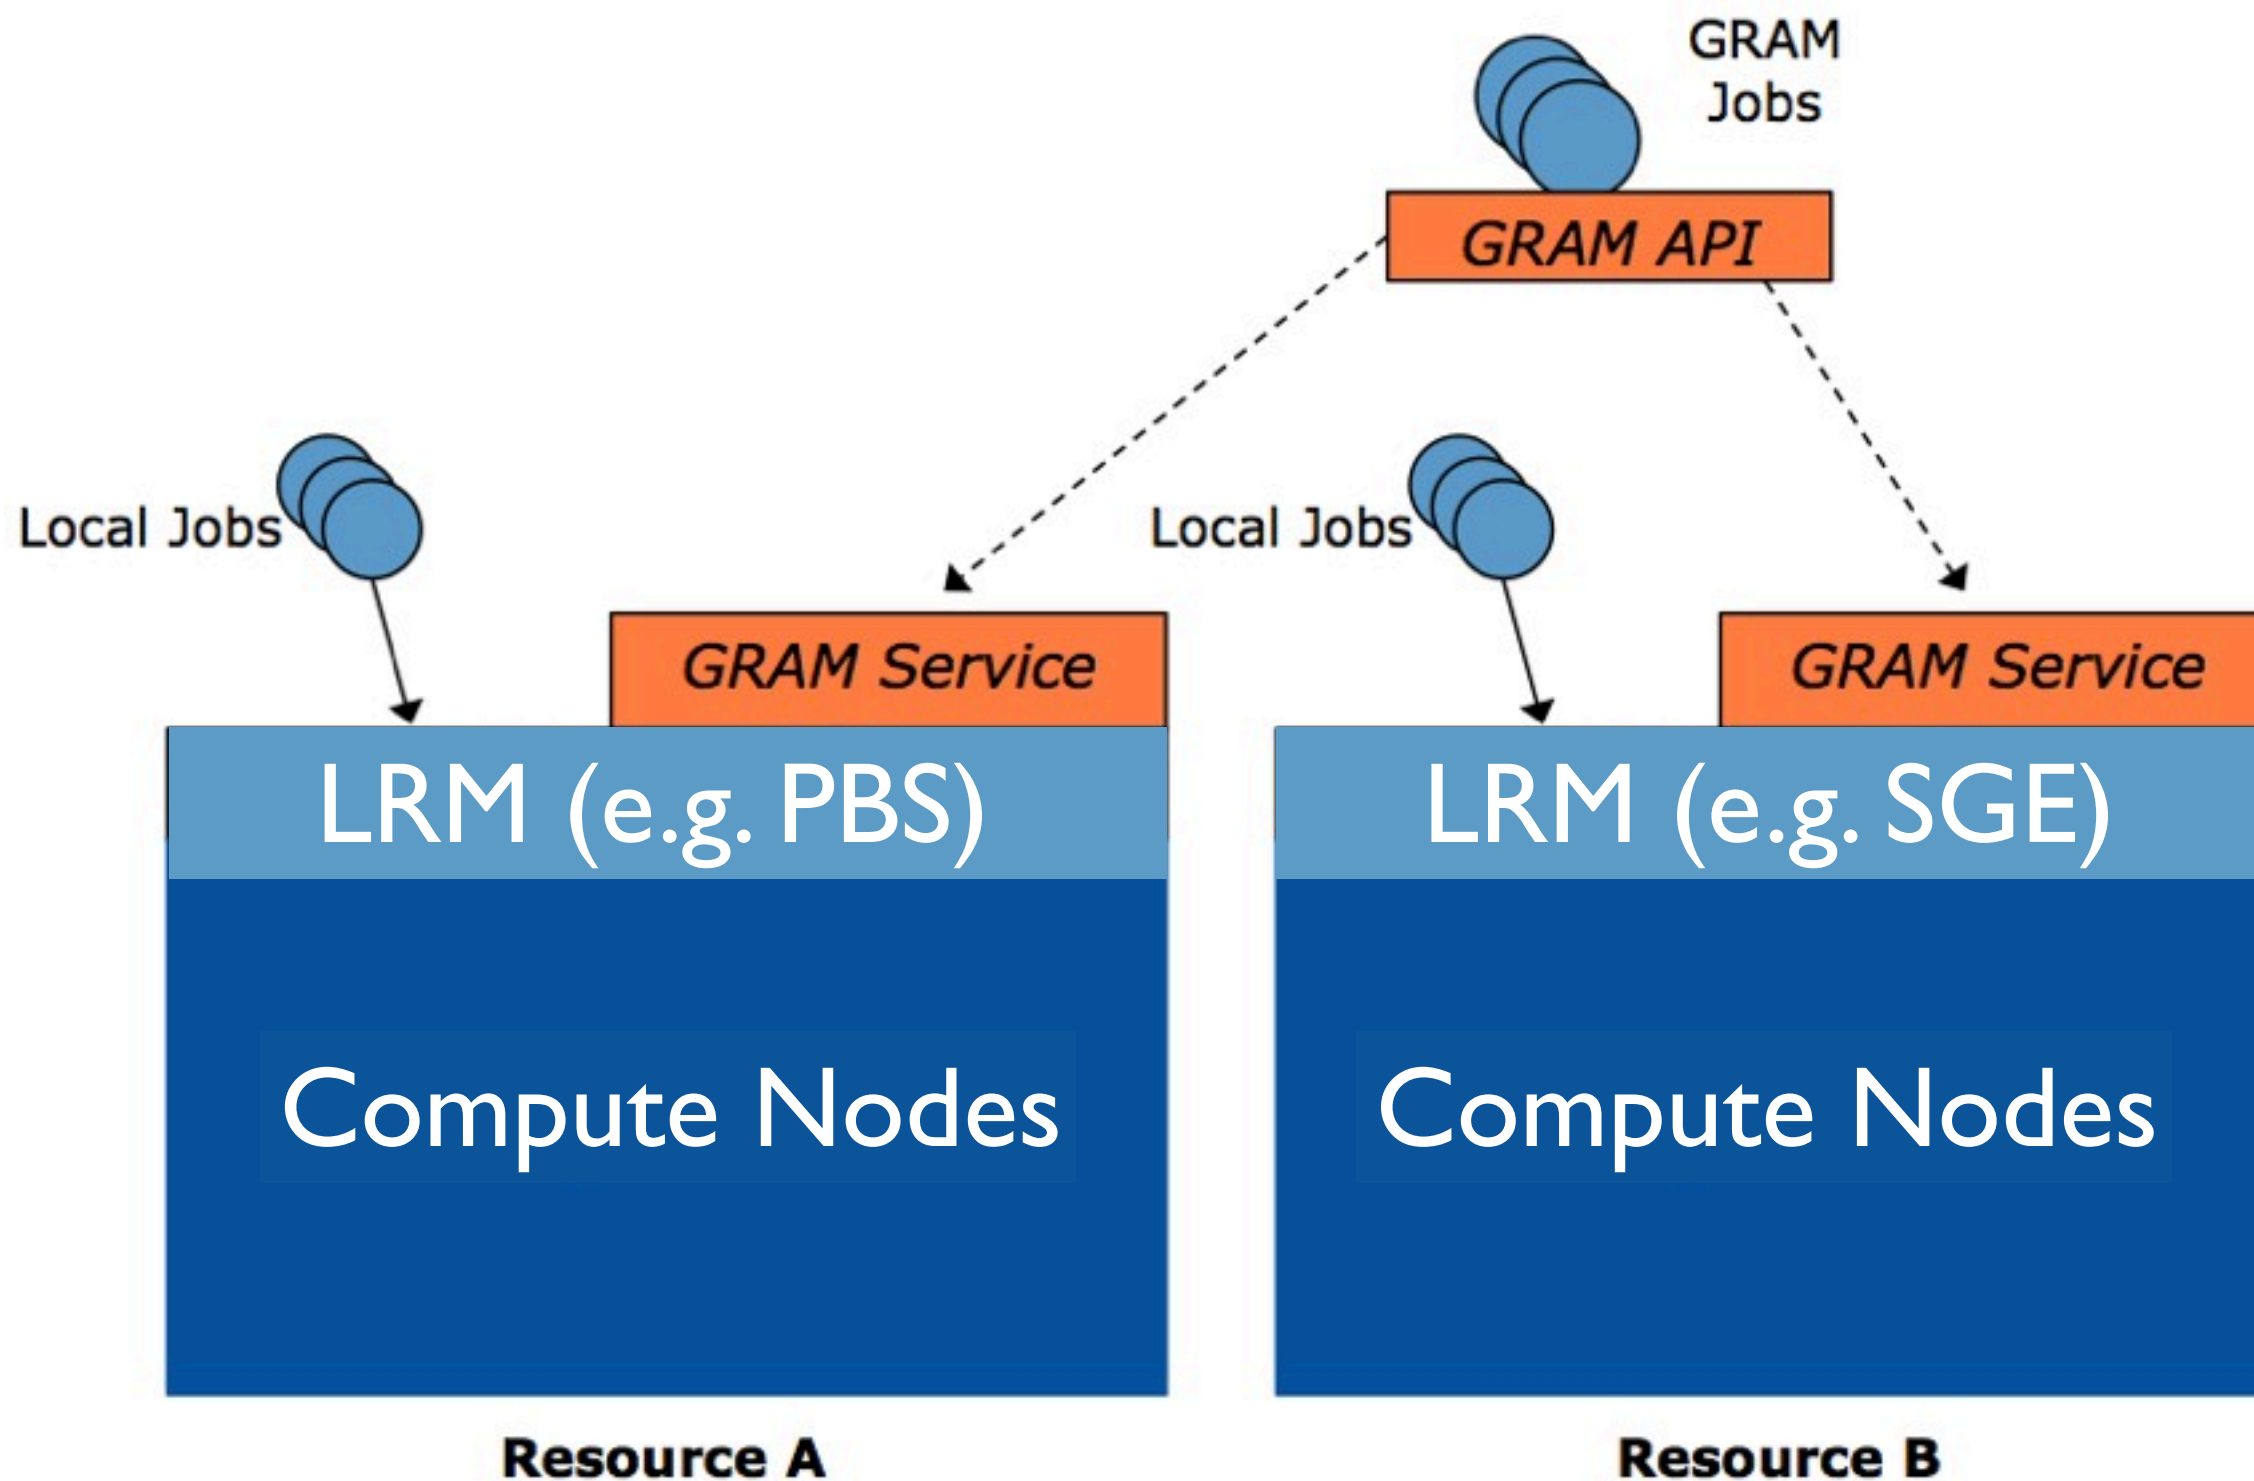 GRAM
Jobs
GRAM API
Local Jobs
Local Jobs
GRAM Service
GRAM Service
LRM (e.g. PBS)
LRM (e.g. SGE)
Compute Nodes
Compute Nodes
Resource A
Resource B